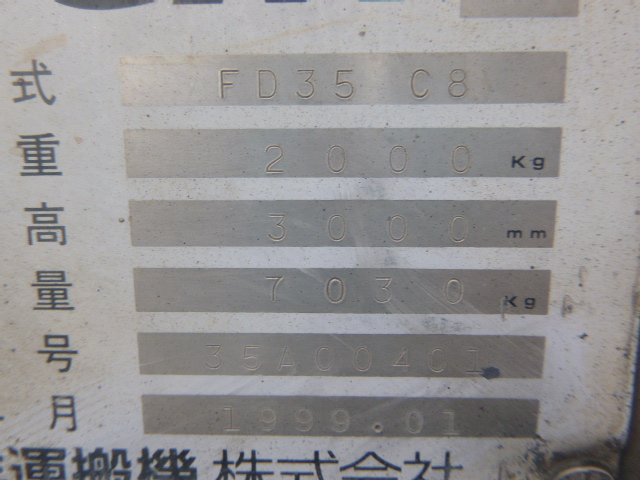 式 FD35 C8
重 2000 Kg
高 3000 mm
量 7030 Kg
号 35A00401
月 1999.01
運搬機 株式会社